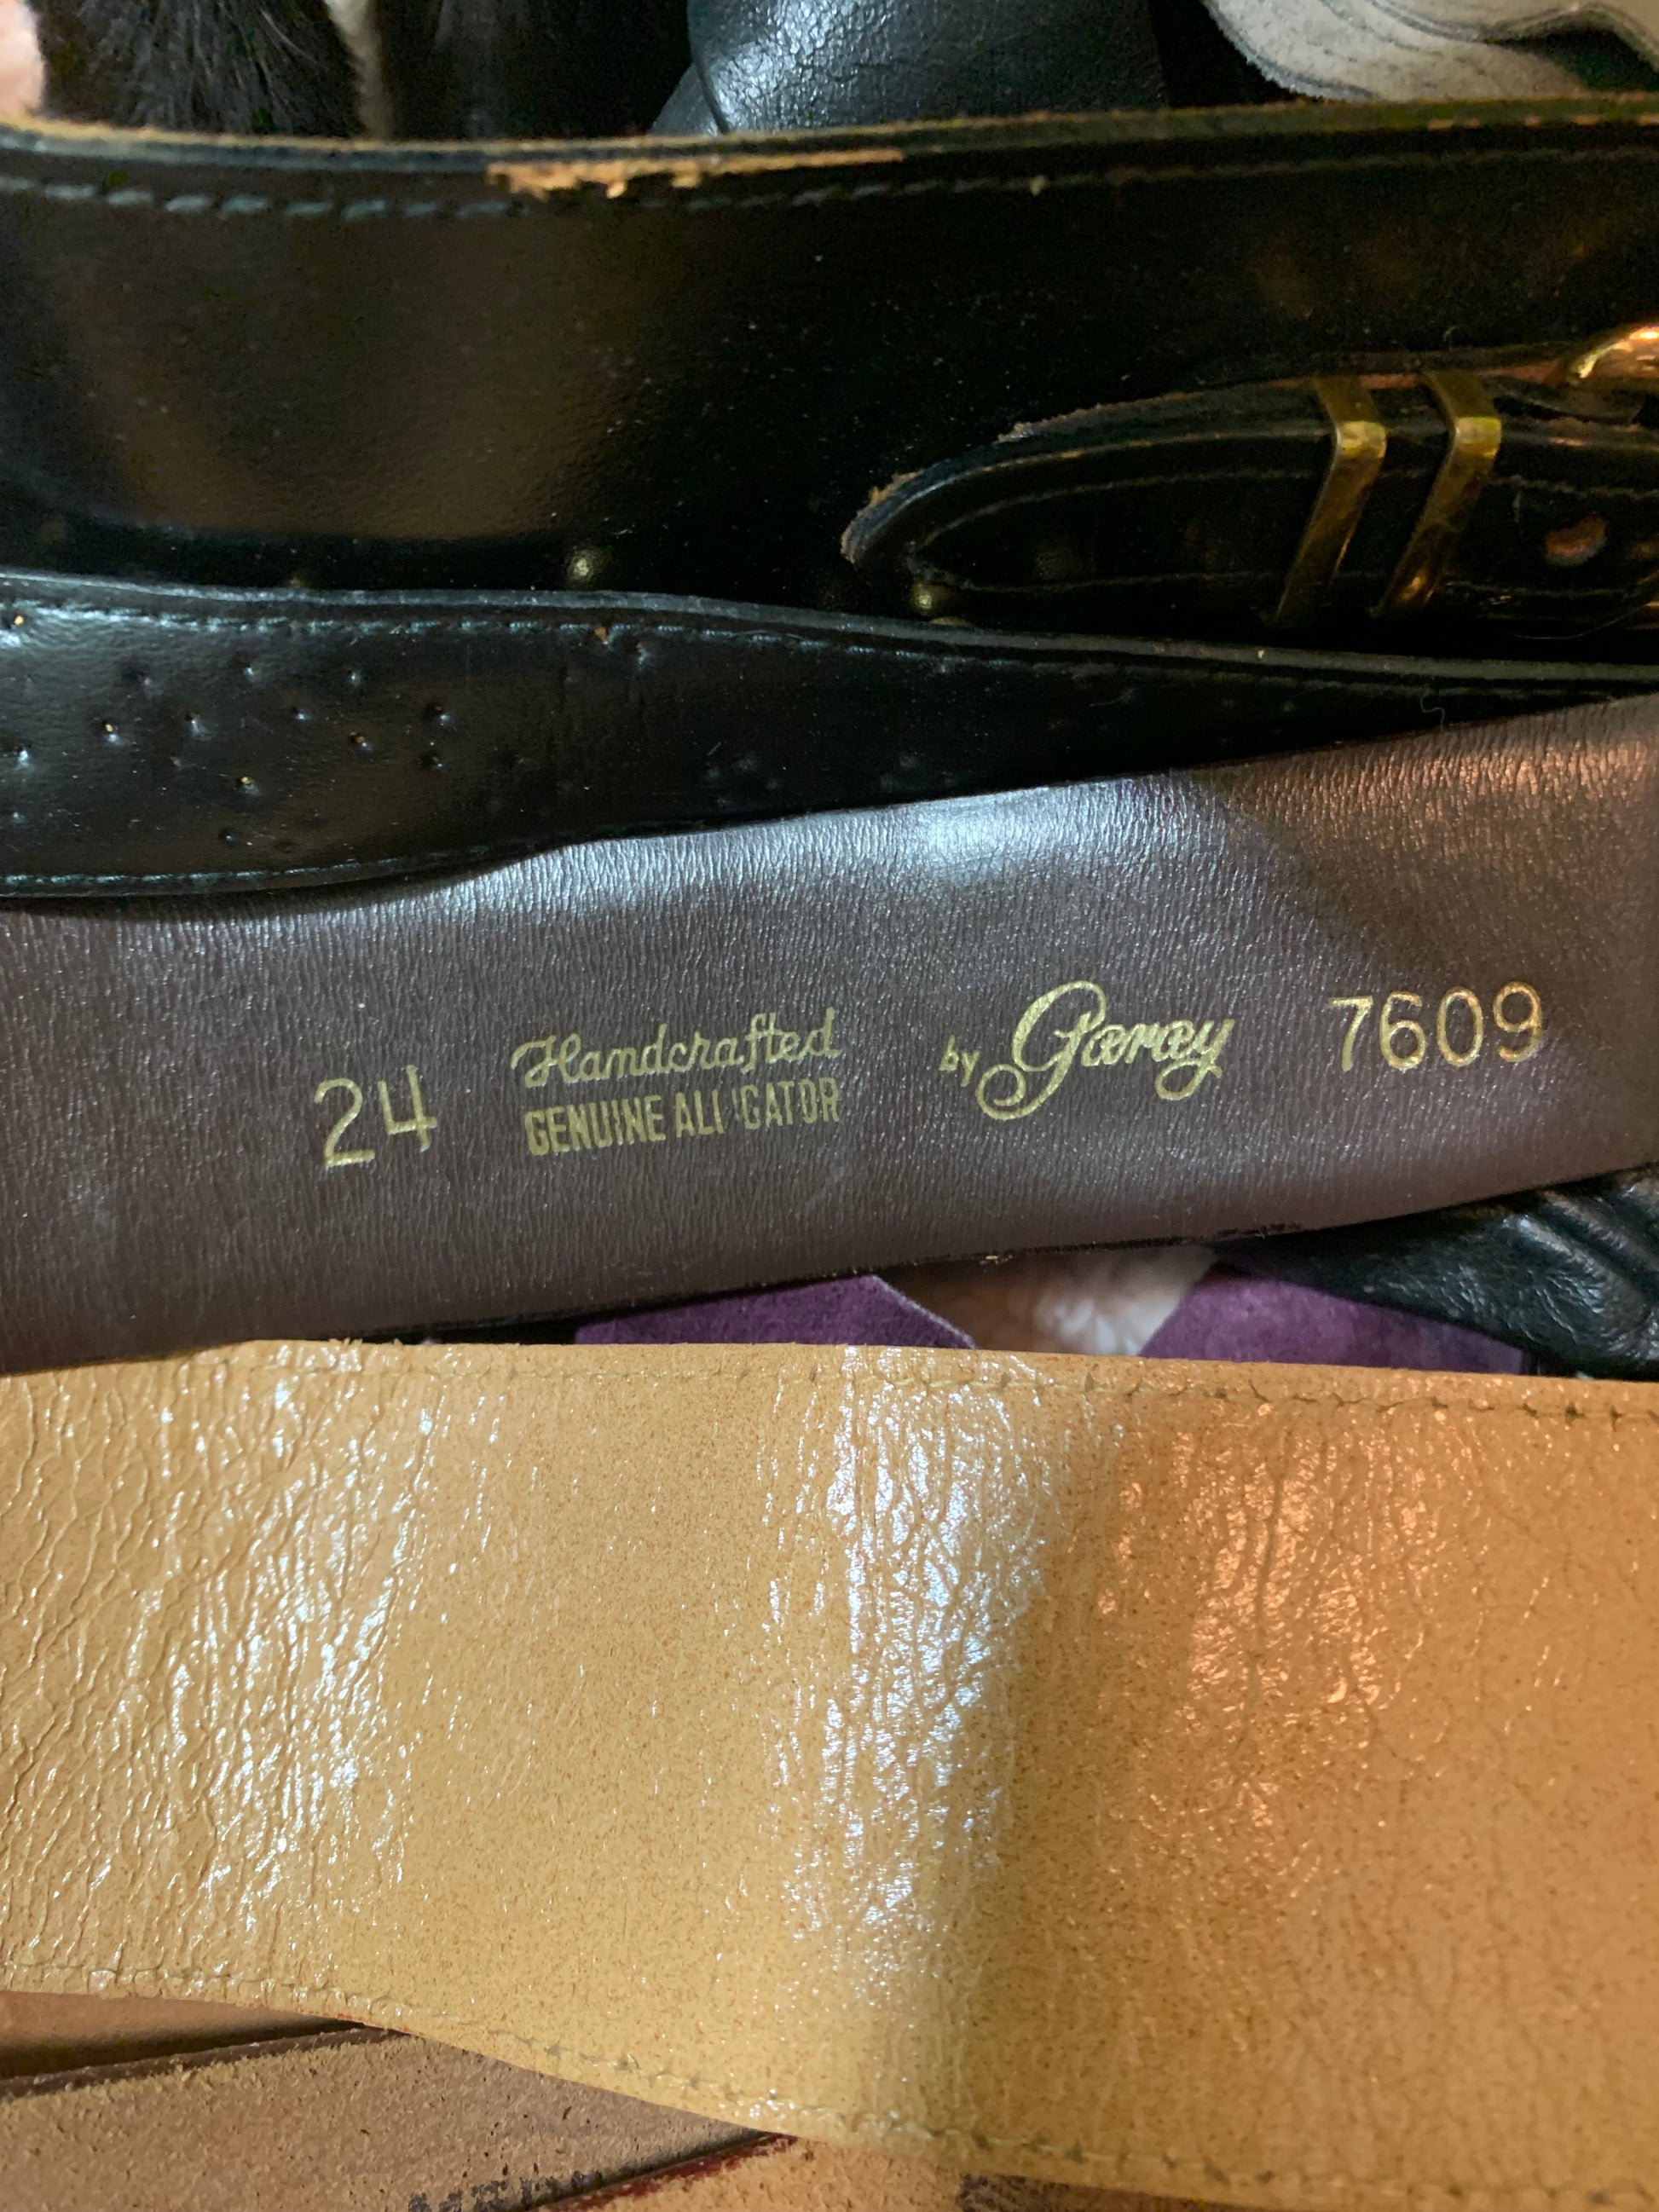 24
Handcrafted
GENUINE ALLIGATOR
by Garay
7609